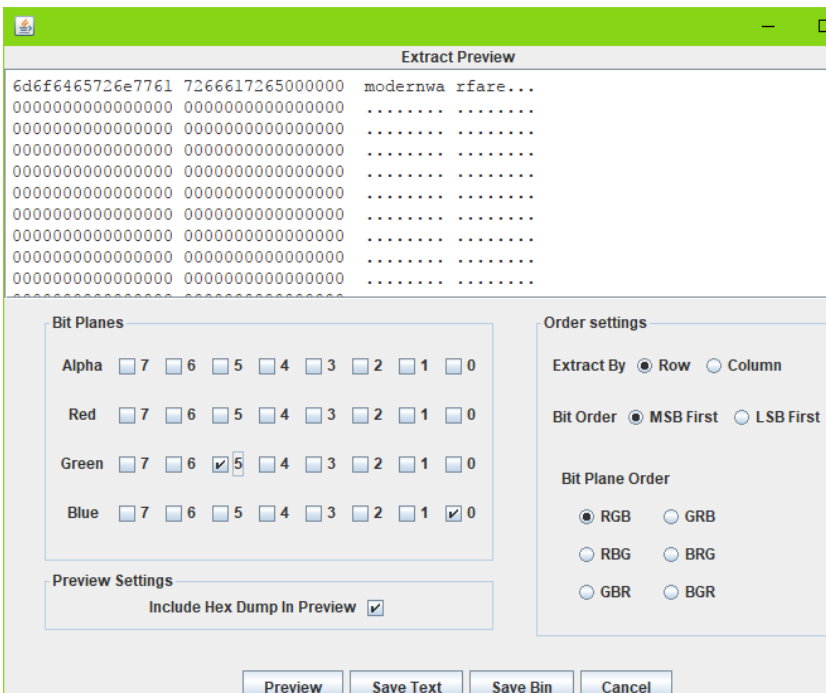 Extract Preview
6d6f6465726e7761 7266617265000000 modernwa rfare...
0000000000000000 0000000000000000 ........ ........
0000000000000000 0000000000000000 ........ ........
0000000000000000 0000000000000000 ........ ........
0000000000000000 0000000000000000 ........ ........
0000000000000000 0000000000000000 ........ ........
0000000000000000 0000000000000000 ........ ........
0000000000000000 0000000000000000 ........ ........
0000000000000000 0000000000000000 ........ ........
0000000000000000 0000000000000000 ........ ........
Bit Planes
Alpha 7 6 5 4 3 2 1 0
Red 7 6 5 4 3 2 1 0
Green 7 6 5 4 3 2 1 0
Blue 7 6 5 4 3 2 1 0
Preview Settings
Include Hex Dump In Preview
Order settings
Extract By Row Column
Bit Order MSB First LSB First
Bit Plane Order
RGB GRB
RBG BRG
GBR BGR
Preview Save Text Save Bin Cancel